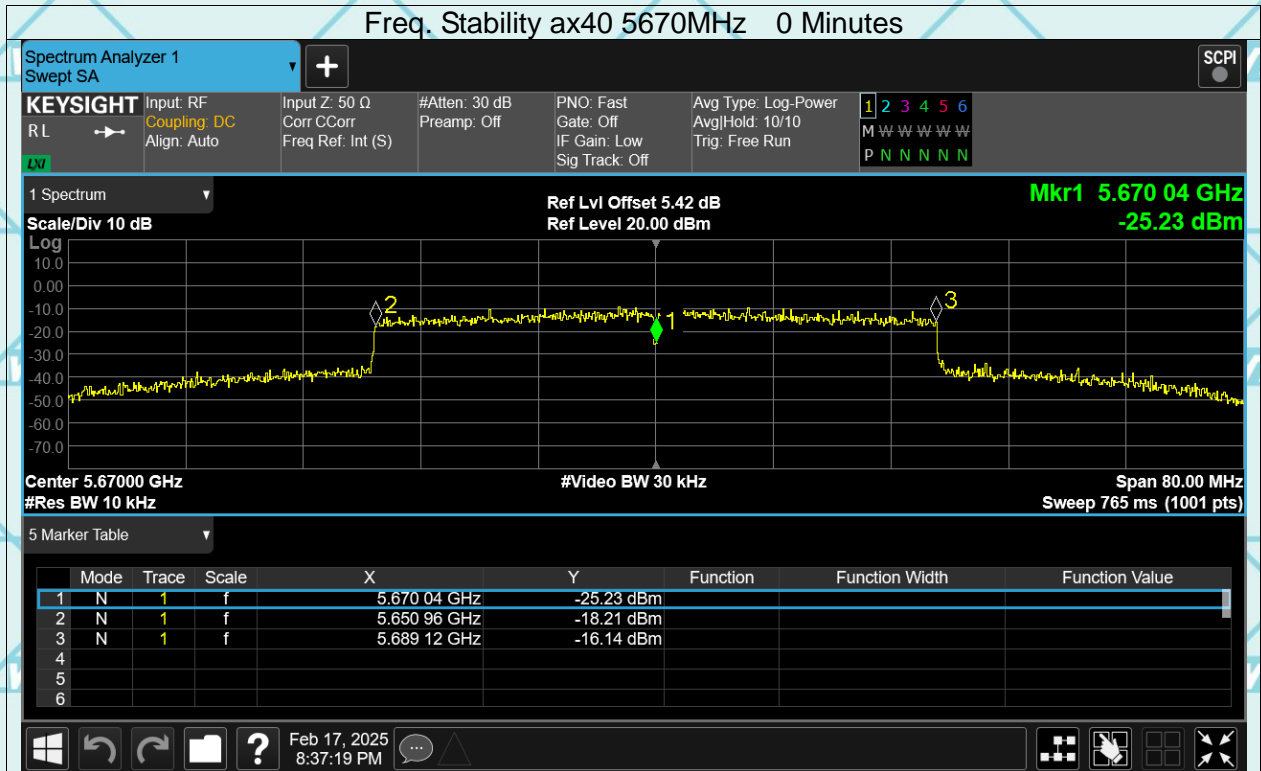 Freq. Stability ax40 5670MHz 0 Minutes
Spectrum Analyzer 1
Swept SA
+
SCPI
KEYSIGHT
R L
LXI
Input: RF
Coupling: DC
Align: Auto
Input Z: 50 Ω
Corr CCorr
Freq Ref: Int (S)
#Atten: 30 dB
Preamp: Off
PNO: Fast
Gate: Off
IF Gain: Low
Sig Track: Off
Avg Type: Log-Power
Avg|Hold: 10/10
Trig: Free Run
1 2 3 4 5 6
M W W W W W
P N N N N N
1 Spectrum
Scale/Div 10 dB
Ref Lvl Offset 5.42 dB
Ref Level 20.00 dBm
Mkr1 5.670 04 GHz
-25.23 dBm
Log
10.0
0.00
-10.0
-20.0
-30.0
-40.0
-50.0
-60.0
-70.0
2
1
3
Center 5.67000 GHz
#Res BW 10 kHz
#Video BW 30 kHz
Span 80.00 MHz
Sweep 765 ms (1001 pts)
5 Marker Table
Mode Trace Scale X Y Function Function Width Function Value
1 N 1 f 5.670 04 GHz -25.23 dBm
2 N 1 f 5.650 96 GHz -18.21 dBm
3 N 1 f 5.689 12 GHz -16.14 dBm
4
5
6
?
Feb 17, 2025
8:37:19 PM